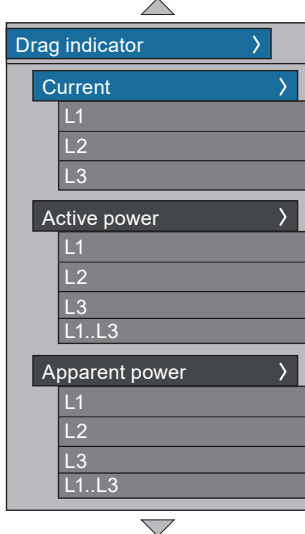 Drag indicator
Current
L1
L2
L3
Active power
L1
L2
L3
L1..L3
Apparent power
L1
L2
L3
L1..L3